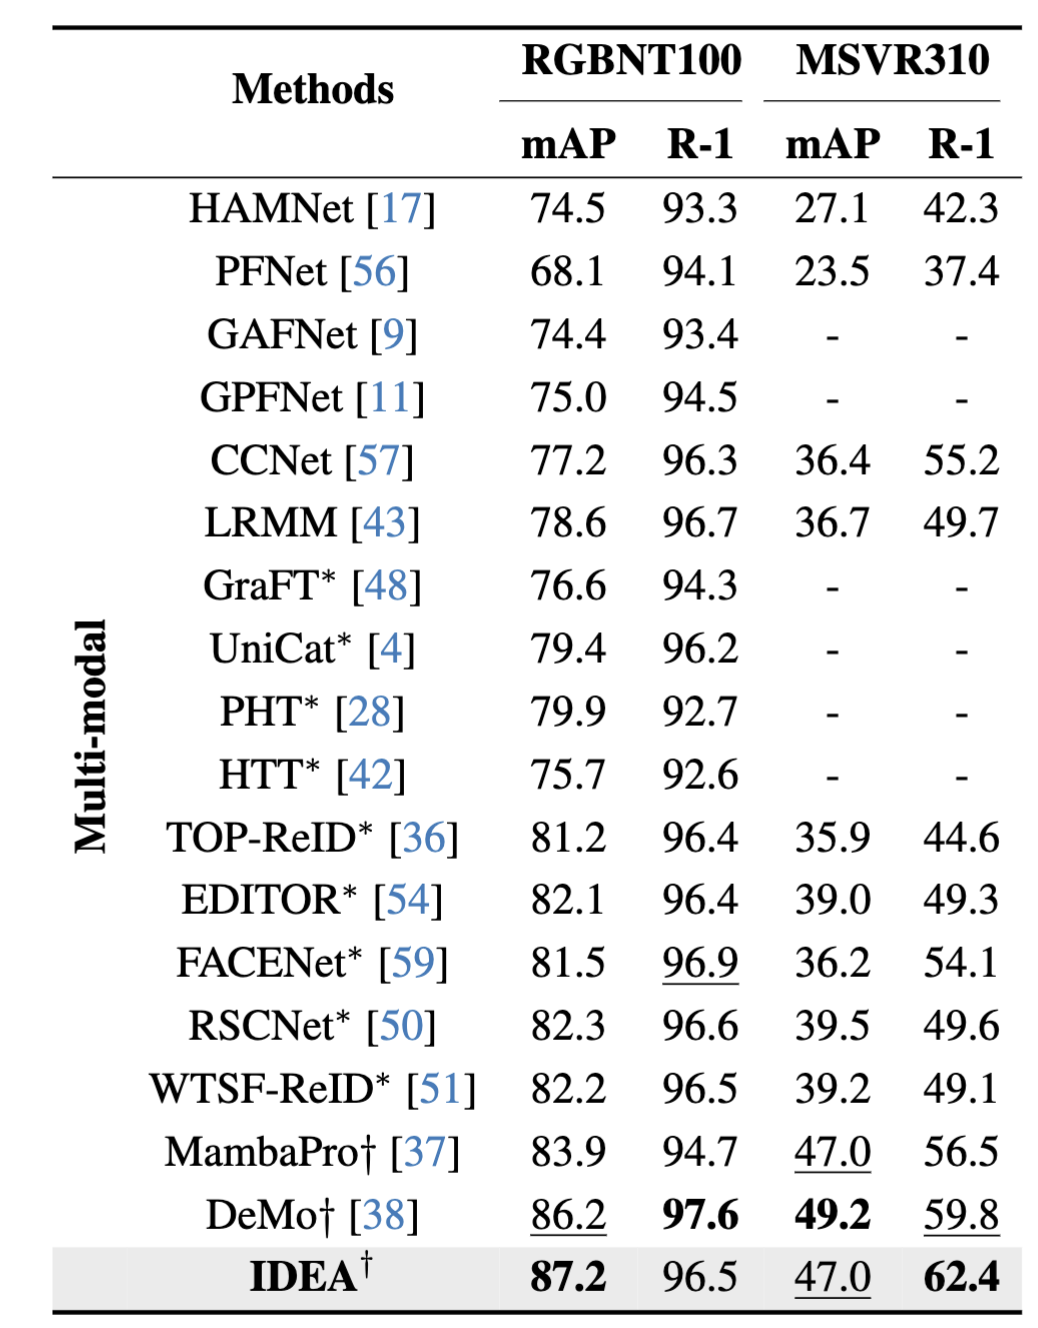 Methods RGBNT100 MSVR310
mAP R-1 mAP R-1
Multi-modal
HAMNet [17] 74.5 93.3 27.1 42.3
PFNet [56] 68.1 94.1 23.5 37.4
GAFNet [9] 74.4 93.4 - -
GPFNet [11] 75.0 94.5 - -
CCNet [57] 77.2 96.3 36.4 55.2
LRMM [43] 78.6 96.7 36.7 49.7
GraFT* [48] 76.6 94.3 - -
UniCat* [4] 79.4 96.2 - -
PHT* [28] 79.9 92.7 - -
HTT* [42] 75.7 92.6 - -
TOP-ReID* [36] 81.2 96.4 35.9 44.6
EDITOR* [54] 82.1 96.4 39.0 49.3
FACENet* [59] 81.5 96.9 36.2 54.1
RSCNet* [50] 82.3 96.6 39.5 49.6
WTSF-ReID* [51] 82.2 96.5 39.2 49.1
MambaPro† [37] 83.9 94.7 47.0 56.5
DeMo† [38] 86.2 97.6 49.2 59.8
IDEA† 87.2 96.5 47.0 62.4